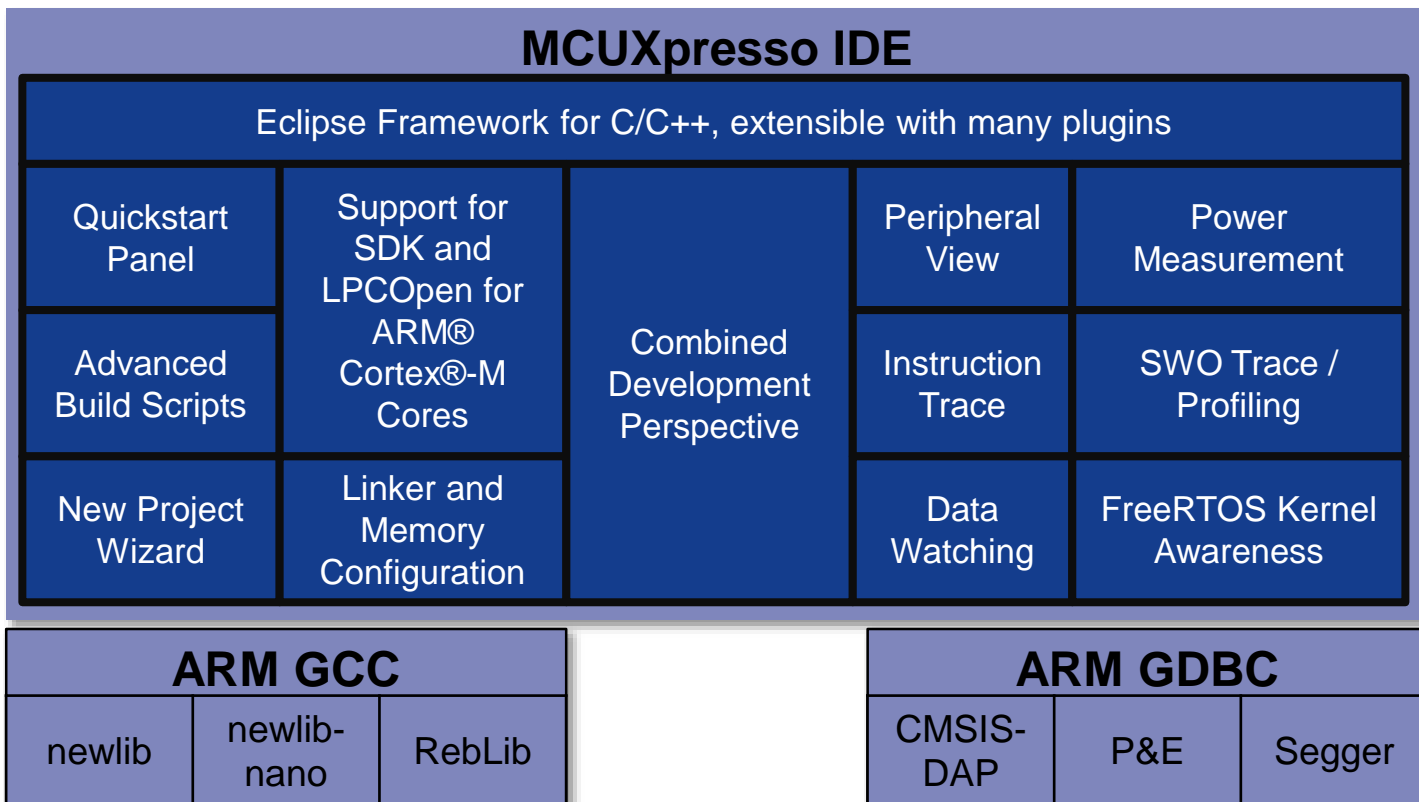 MCUXpresso IDE
Eclipse Framework for C/C++, extensible with many plugins
Quickstart
Panel
Support for
SDK and
LPCOpen for
ARM®
Cortex®-M
Cores
Combined
Development
Perspective
Peripheral
View
Power
Measurement
Advanced
Build Scripts
Instruction
Trace
SWO Trace /
Profiling
New Project
Wizard
Linker and
Memory
Configuration
Data
Watching
FreeRTOS Kernel
Awareness
ARM GCC
newlib
newlib-
nano
RebLib
ARM GDBC
CMSIS-
DAP
P&E
Segger